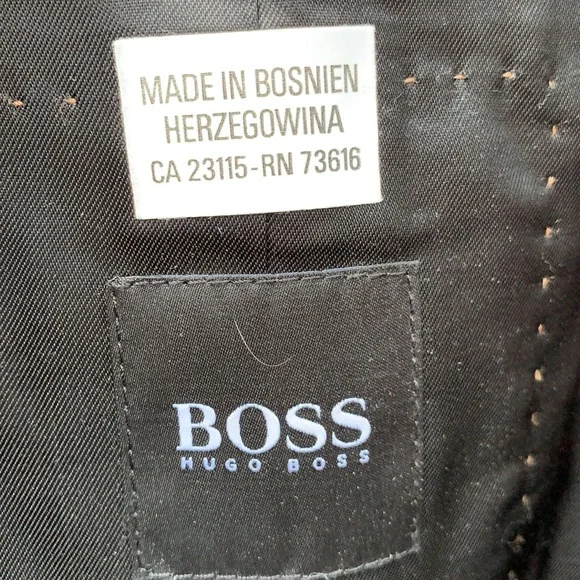 MADE IN BOSNIEN
HERZEGOWINA
CA 23115-RN 73616
BOSS
HUGO BOSS